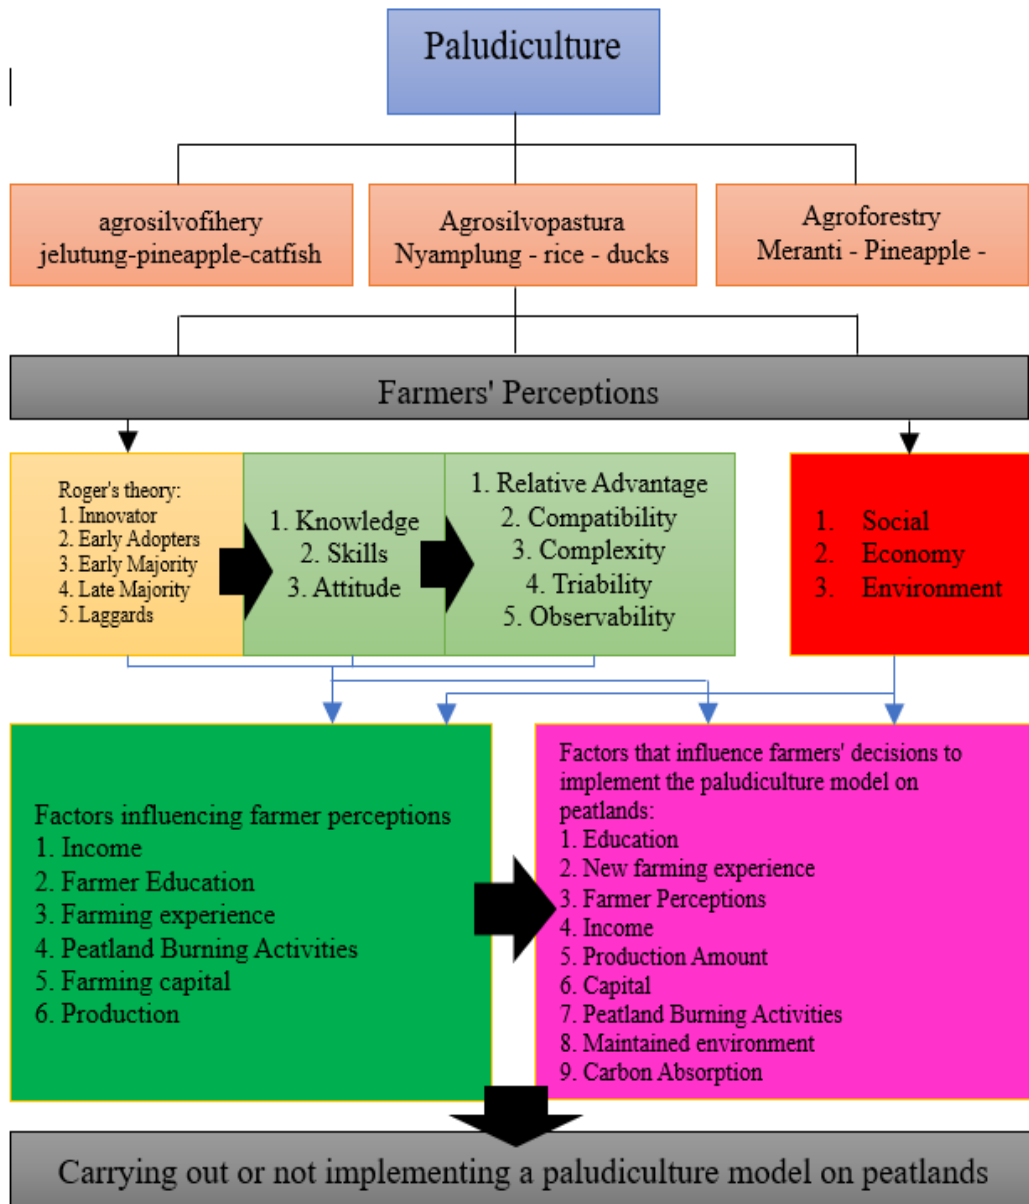 Paludiculture
agrosilvofihery
jelutung-pineapple-catfish
Agrosilvopastura
Nyamplung - rice - ducks
Agroforestry
Meranti - Pineapple -
Farmers' Perceptions
Roger's theory:
1. Innovator
2. Early Adopters
3. Early Majority
4. Late Majority
5. Laggards
1. Knowledge
2. Skills
3. Attitude
1. Relative Advantage
2. Compatibility
3. Complexity
4. Triability
5. Observability
1. Social
2. Economy
3. Environment
Factors influencing farmer perceptions
1. Income
2. Farmer Education
3. Farming experience
4. Peatland Burning Activities
5. Farming capital
6. Production
Factors that influence farmers' decisions to
implement the paludiculture model on
peatlands:
1. Education
2. New farming experience
3. Farmer Perceptions
4. Income
5. Production Amount
6. Capital
7. Peatland Burning Activities
8. Maintained environment
9. Carbon Absorption
Carrying out or not implementing a paludiculture model on peatlands